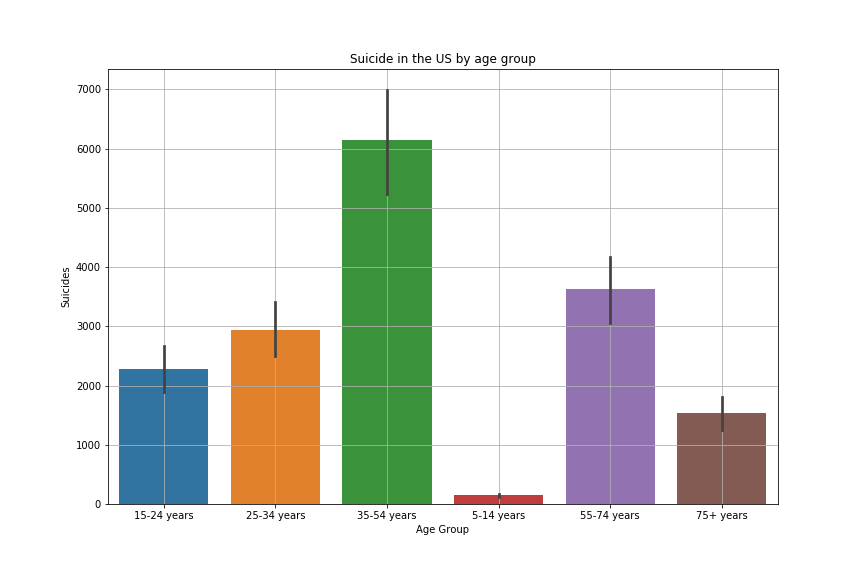 Suicide in the US by age group
7000
6000
5000
4000
3000
2000
1000
0
Suicides
15-24 years
25-34 years
35-54 years
5-14 years
55-74 years
75+ years
Age Group